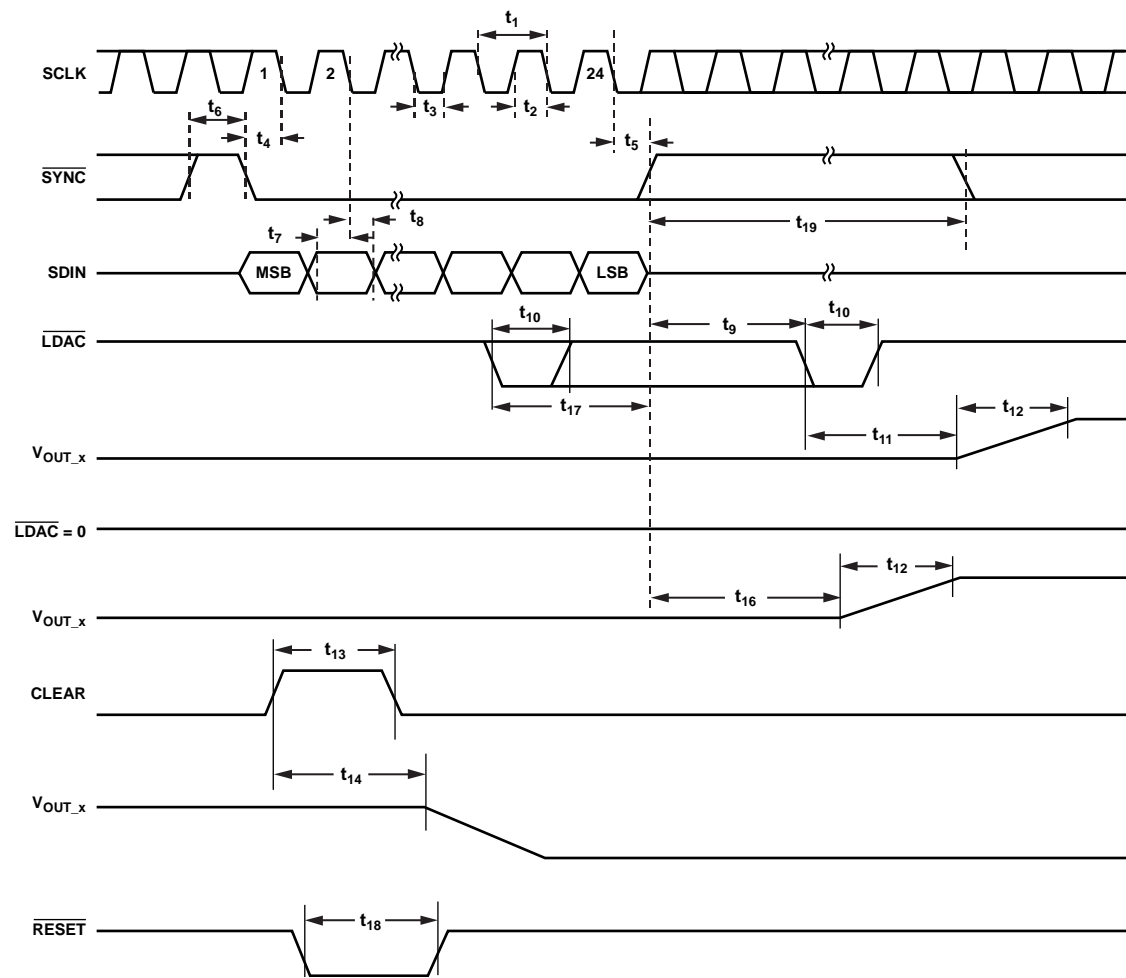 t1
SCLK
1
2
24
t3
t2
t6
t4
t5
SYNC
t7
t8
t19
SDIN
MSB
LSB
t10
t9
t10
LDAC
t17
t12
t11
VOUT_x
LDAC = 0
t12
t16
VOUT_x
t13
CLEAR
t14
VOUT_x
t18
RESET